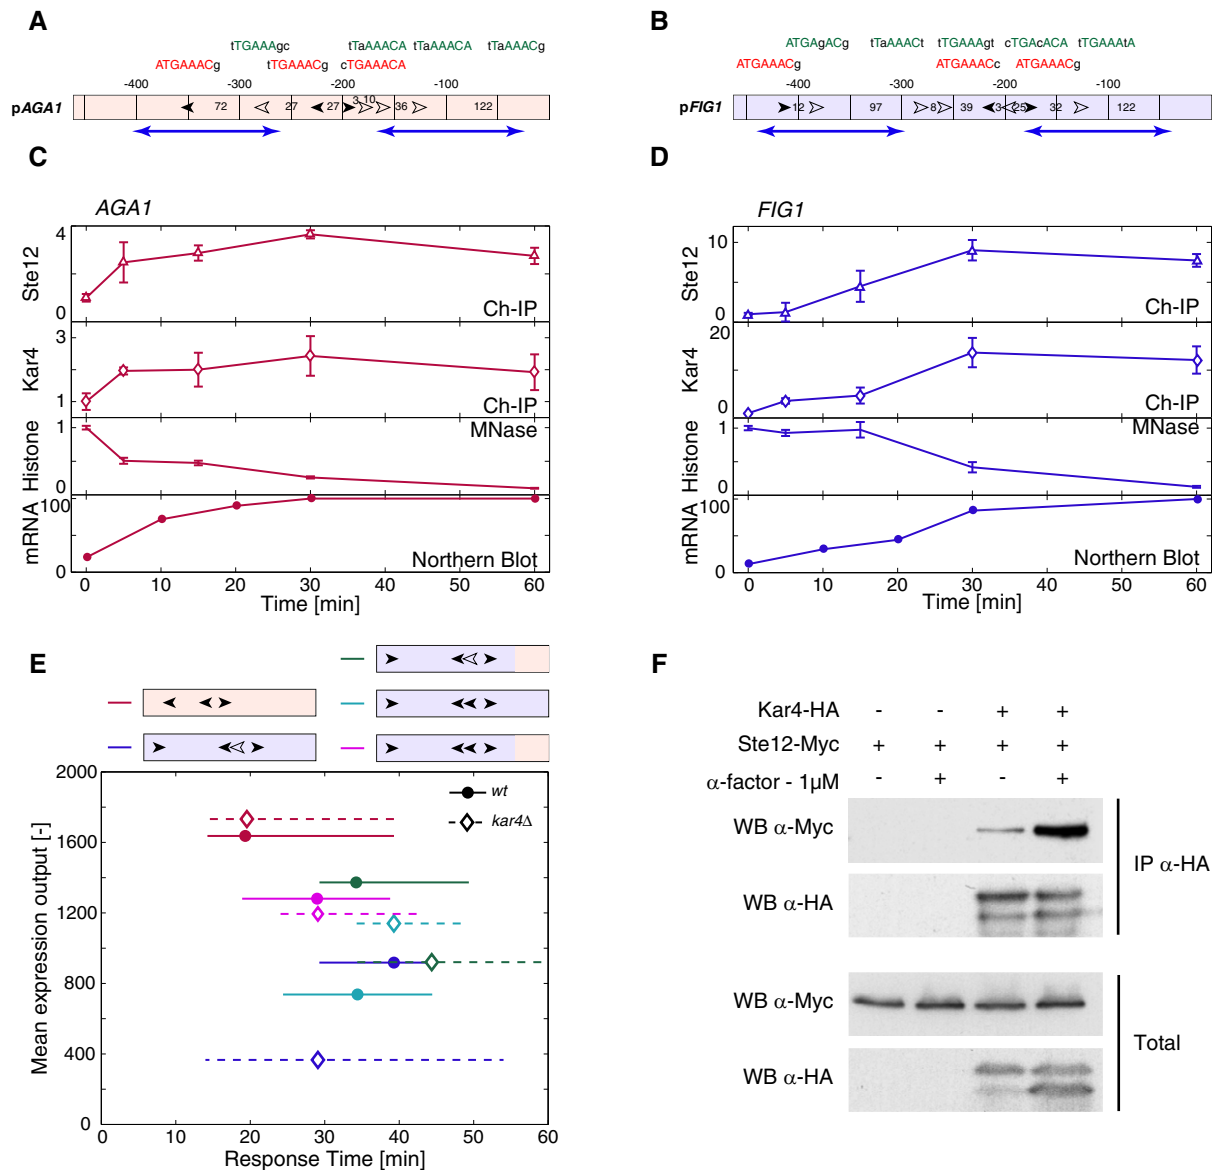 A
tTGAAAgc tTaAAACA tTaAAACA tTaAAACg
ATGAAACg tTGAAACg cTGAAACA
-400 -300 -200 -100
pAGA1 72 27 27 3 10 36 122
B
ATGAgACg tTaAAACt tTGAAAgt cTGAcACA tTGAAAtA
ATGAAACg ATGAAACc ATGAAACg
-400 -300 -200 -100
pFIG1 12 97 8 39 3 25 32 122
C
AGA1
Ste12
4
0
Ch-IP
Kar4
3
1
Ch-IP
Histone
1
0
MNase
mRNA
100
0
Northern Blot
0 10 20 30 40 50 60
Time [min]
D
FIG1
Ste12
10
0
Ch-IP
Kar4
20
0
Ch-IP
Histone
1
0
MNase
mRNA
100
0
Northern Blot
0 10 20 30 40 50 60
Time [min]
E
Mean expression output [-]
2000
1600
1200
800
400
0
wt
kar4Δ
0 10 20 30 40 50 60
Response Time [min]
F
Kar4-HA - - + +
Ste12-Myc + + + +
α-factor - 1µM - + - +
WB α-Myc
WB α-HA
IP α-HA
WB α-Myc
WB α-HA
Total